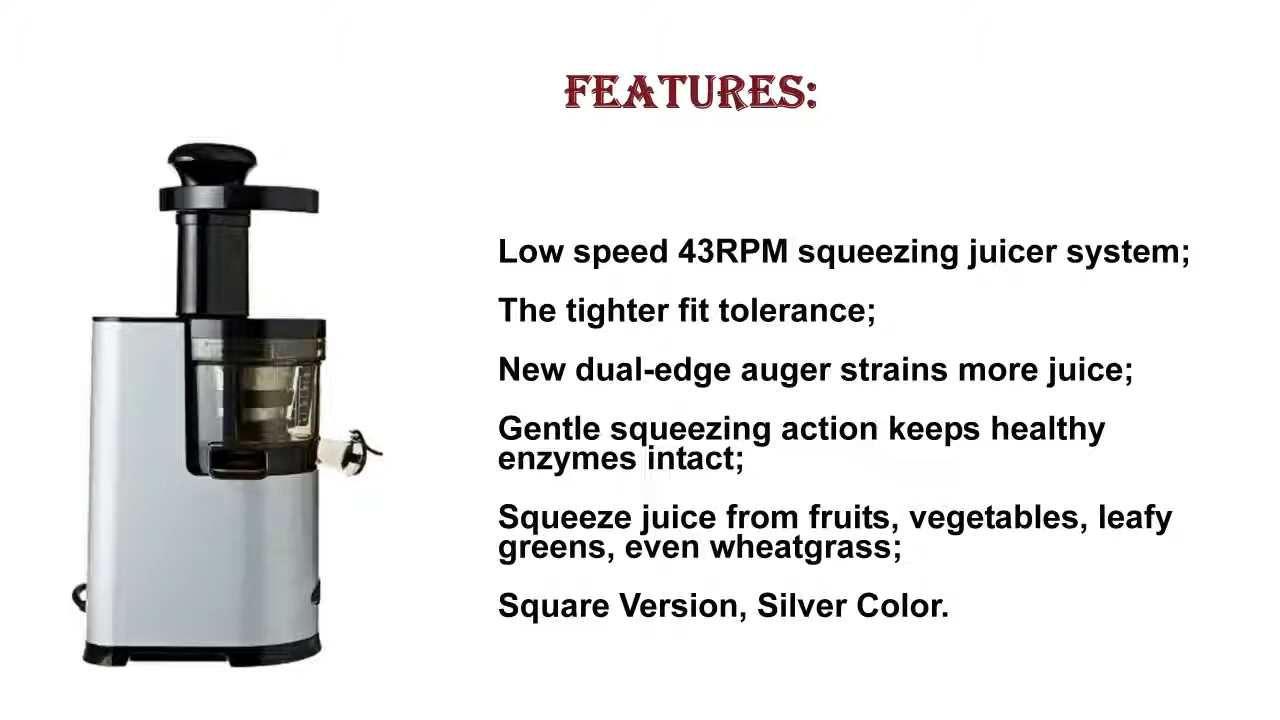 FEATURES:
Low speed 43RPM squeezing juicer system;
The tighter fit tolerance;
New dual-edge auger strains more juice;
Gentle squeezing action keeps healthy
enzymes intact;
Squeeze juice from fruits, vegetables, leafy
greens, even wheatgrass;
Square Version, Silver Color.